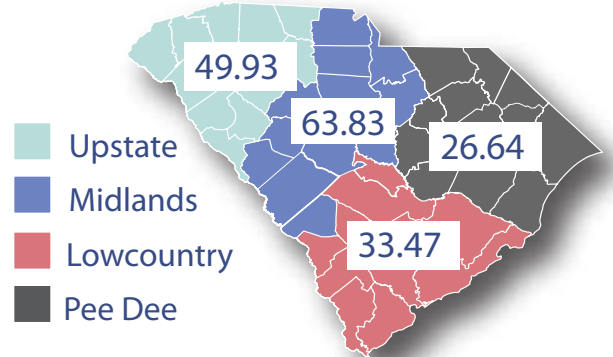 49.93
63.83
26.64
33.47
Upstate
Midlands
Lowcountry
Pee Dee